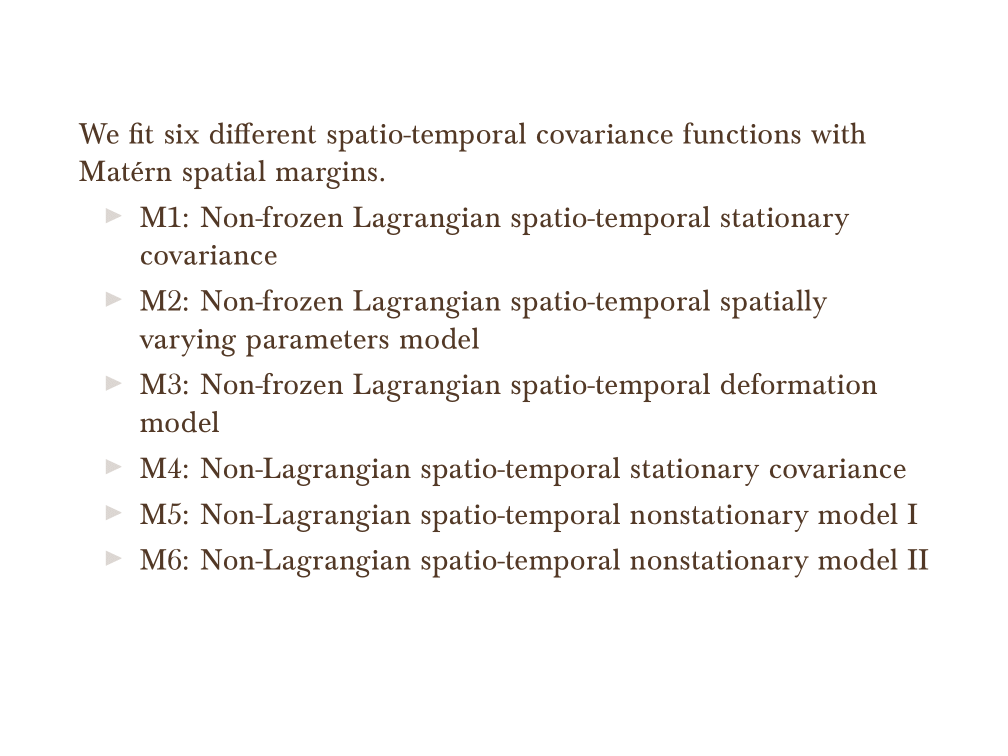 We fit six different spatio-temporal covariance functions with
Matérn spatial margins.
► M1: Non-frozen Lagrangian spatio-temporal stationary
covariance
► M2: Non-frozen Lagrangian spatio-temporal spatially
varying parameters model
► M3: Non-frozen Lagrangian spatio-temporal deformation
model
► M4: Non-Lagrangian spatio-temporal stationary covariance
► M5: Non-Lagrangian spatio-temporal nonstationary model I
► M6: Non-Lagrangian spatio-temporal nonstationary model II